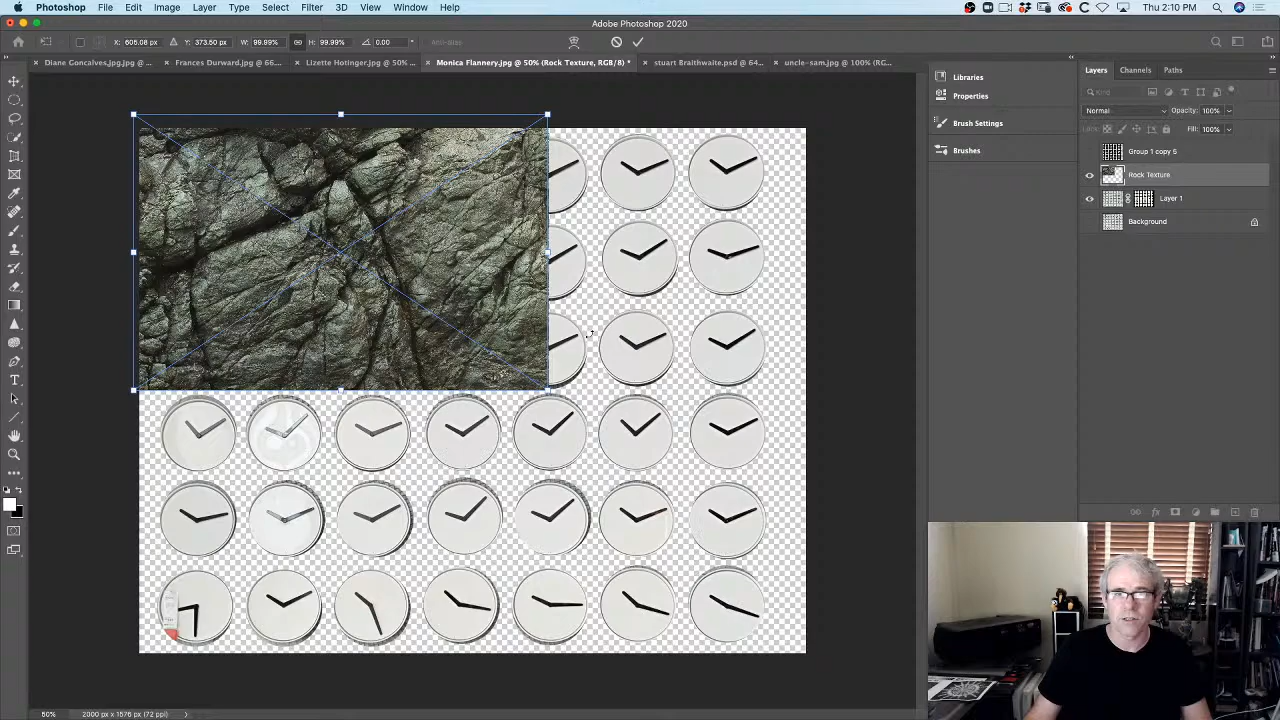 Photoshop File Edit Image Layer Type Select Filter 3D View Window Help
Thu 2:10 PM
Adobe Photoshop 2020
X: 605.08 px Y: 373.50 px W: 99.99% H: 99.99% 0.00 Anti-alias
Diane Goncalves.jpg.jpg @ ...
Frances Durward.jpg @ 66...
Lizette Hotinger.jpg @ 50% ...
Monica Flannery.jpg @ 50% (Rock Texture, RGB/8) *
stuart Braithwaite.psd @ 64...
uncle-sam.jpg @ 100% (RG...
Libraries
Properties
Brush Settings
Brushes
Layers Channels Paths
Kind
Normal Opacity: 100%
Lock: Fill: 100%
Group 1 copy 5
Rock Texture
Layer 1
Background
50% 2000 px x 1576 px (72 ppi)